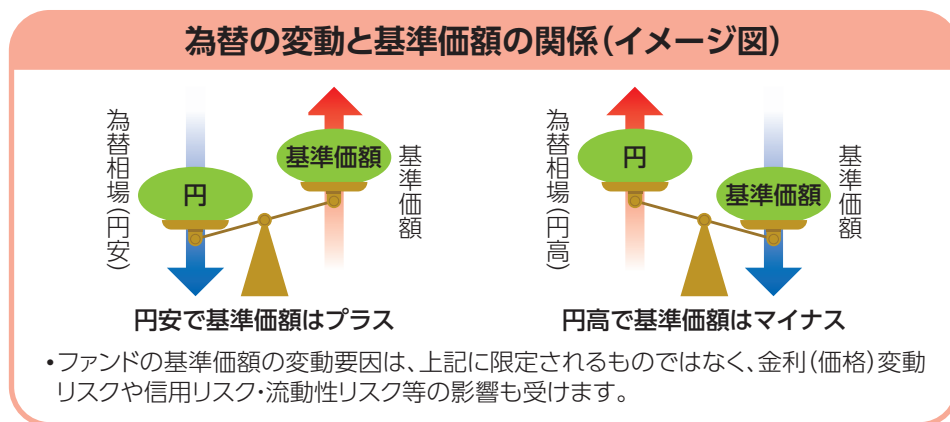 為替の変動と基準価額の関係(イメージ図)
為替相場(円安)
円
基準価額
基準価額
円安で基準価額はプラス
為替相場(円高)
円
基準価額
基準価額
円高で基準価額はマイナス
•ファンドの基準価額の変動要因は、上記に限定されるものではなく、金利(価格)変動
リスクや信用リスク・流動性リスク等の影響も受けます。